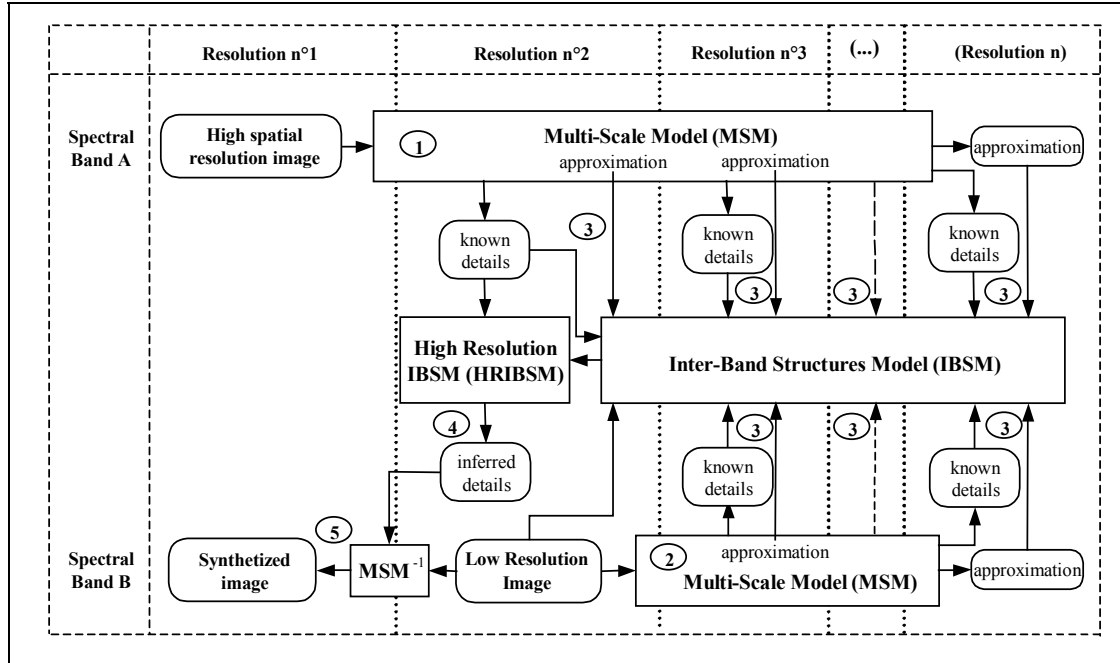 Resolution n°1
Resolution n°2
Resolution n°3
(...)
(Resolution n)
Spectral
Band A
High spatial
resolution image
1
Multi-Scale Model (MSM)
approximation
approximation
approximation
known
details
3
known
details
3
3
known
details
3
High Resolution
IBSM (HRIBSM)
Inter-Band Structures Model (IBSM)
4
inferred
details
3
known
details
3
3
known
details
Spectral
Band B
Synthetized
image
5
MSM-1
Low Resolution
Image
2
approximation
Multi-Scale Model (MSM)
approximation